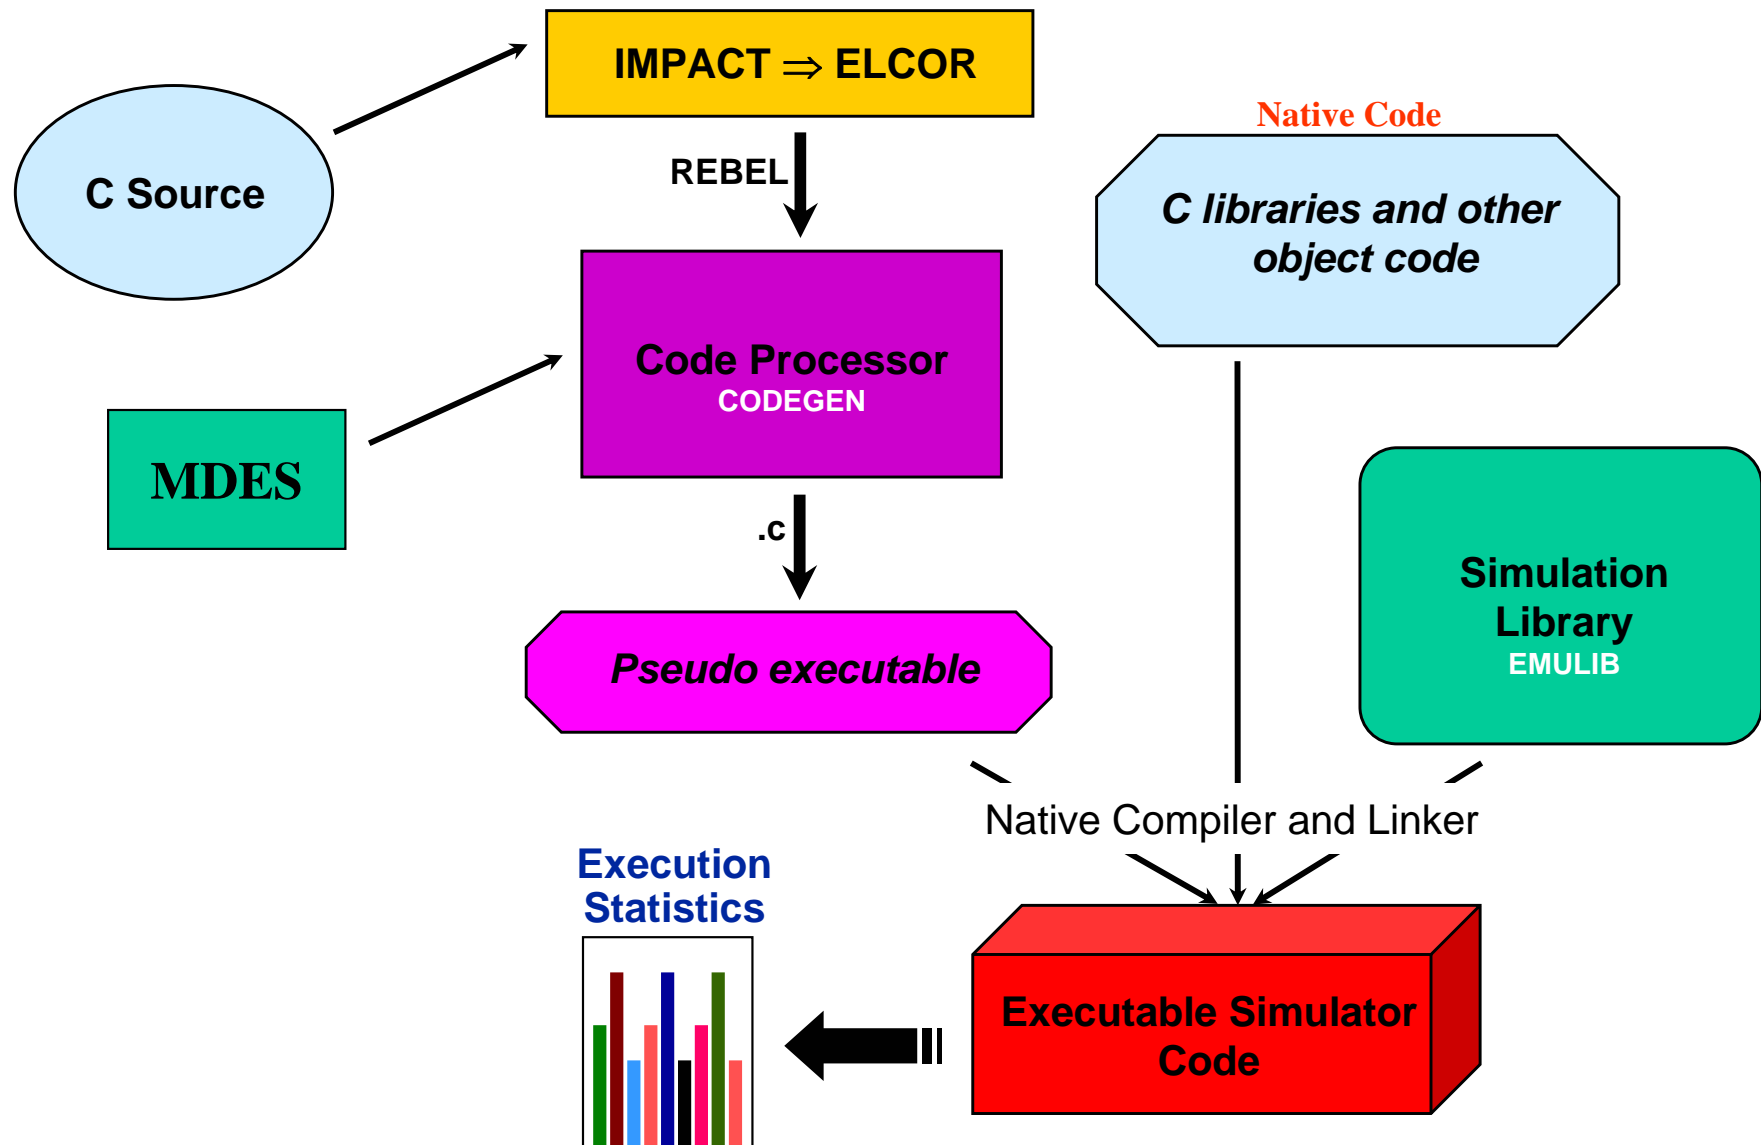 IMPACT ⇒ ELCOR
Native Code
REBEL
C Source
C libraries and other
object code
Code Processor
CODEGEN
MDES
.c
Simulation
Library
EMULIB
Pseudo executable
Native Compiler and Linker
Execution
Statistics
Executable Simulator
Code